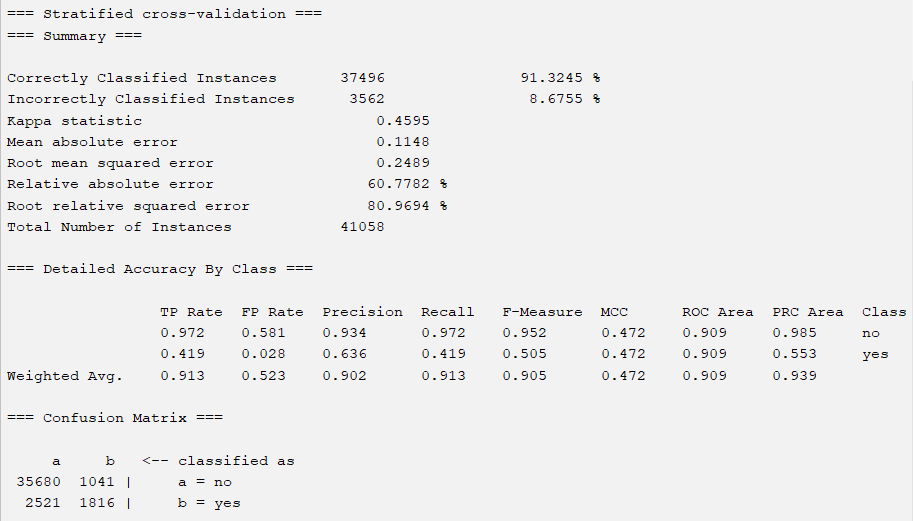 === Stratified cross-validation ===
=== Summary ===
Correctly Classified Instances 37496 91.3245 %
Incorrectly Classified Instances 3562 8.6755 %
Kappa statistic 0.4595
Mean absolute error 0.1148
Root mean squared error 0.2489
Relative absolute error 60.7782 %
Root relative squared error 80.9694 %
Total Number of Instances 41058
=== Detailed Accuracy By Class ===
TP Rate FP Rate Precision Recall F-Measure MCC ROC Area PRC Area Class
0.972 0.581 0.934 0.972 0.952 0.472 0.909 0.985 no
0.419 0.028 0.636 0.419 0.505 0.472 0.909 0.553 yes
Weighted Avg. 0.913 0.523 0.902 0.913 0.905 0.472 0.909 0.939
=== Confusion Matrix ===
a b <-- classified as
35680 1041 | a = no
2521 1816 | b = yes